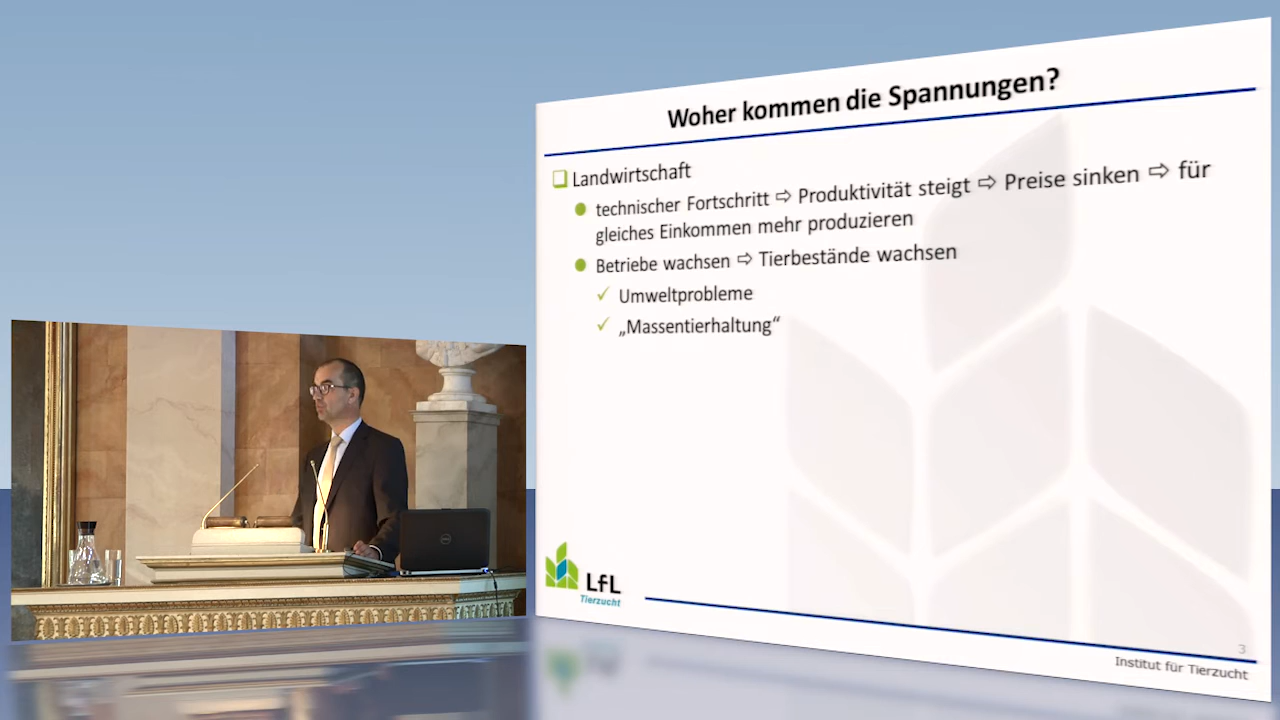 Woher kommen die Spannungen?
Landwirtschaft
technischer Fortschritt ⇨ Produktivität steigt ⇨ Preise sinken ⇨ für
gleiches Einkommen mehr produzieren
Betriebe wachsen ⇨ Tierbestände wachsen
Umweltprobleme
„Massentierhaltung“
LfL
Tierzucht
3
Institut für Tierzucht
DELL